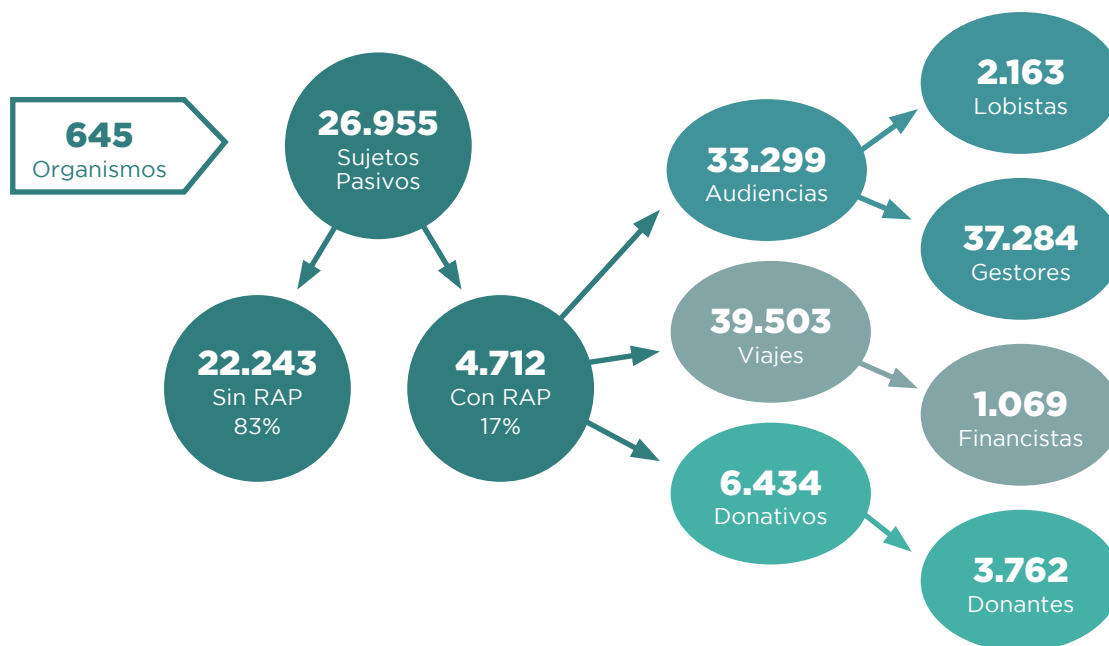 645
Organismos
26.955
Sujetos
Pasivos
22.243
Sin RAP
83%
4.712
Con RAP
17%
33.299
Audiencias
2.163
Lobistas
37.284
Gestores
39.503
Viajes
1.069
Financistas
6.434
Donativos
3.762
Donantes